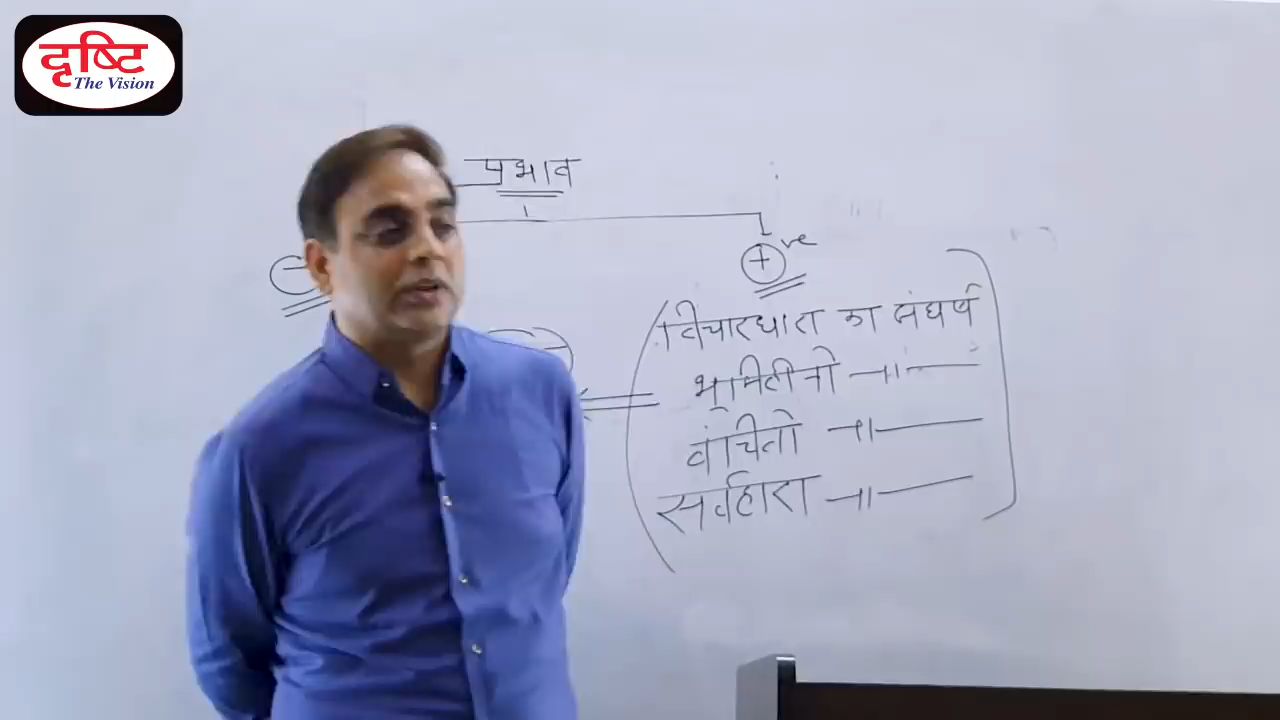 दृष्टि
The Vision
प्रभाव
− + ve
विचारधारा का संघर्ष
भूमिहीनो —॥—
वंचितो —॥—
सर्वहारा —॥—